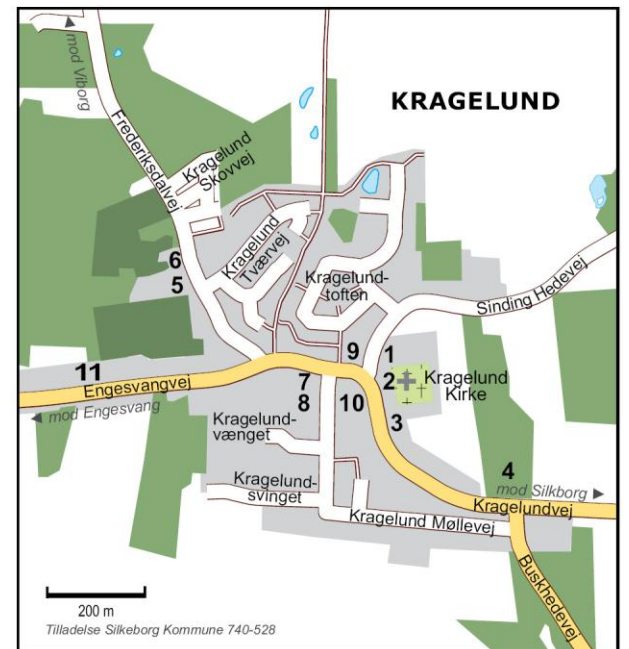 mod Viborg
KRAGELUND
Frederiksdalvej
Kragelund
Skovvej
Kragelund
Tværvej
Kragelund-
toften
Sinding Hedevej
6
5
9
1
11
Engesvangvej
mod Engesvang
7
8
10
2
Kragelund
Kirke
3
Kragelund-
vænget
4
mod Silkborg
Kragelund-
svinget
Kragelundvej
Kragelund Møllevej
Buskhedevej
200 m
Tilladelse Silkeborg Kommune 740-528